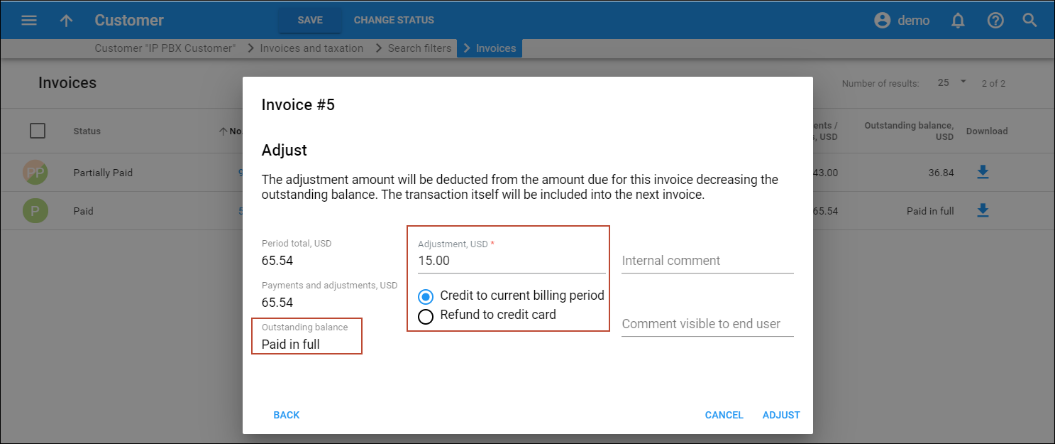 Customer SAVE CHANGE STATUS demo
Customer "IP PBX Customer" Invoices and taxation Search filters Invoices
Invoices Number of results: 25 2 of 2
Status No
Outstanding balance, USD
Download
PP Partially Paid 9 43.00 36.84
P Paid 5 65.54 Paid in full
Invoice #5
Adjust
The adjustment amount will be deducted from the amount due for this invoice decreasing the
outstanding balance. The transaction itself will be included into the next invoice.
Period total, USD
65.54
Payments and adjustments, USD
65.54
Outstanding balance
Paid in full
Adjustment, USD *
15.00
Credit to current billing period
Refund to credit card
Internal comment
Comment visible to end user
BACK CANCEL ADJUST